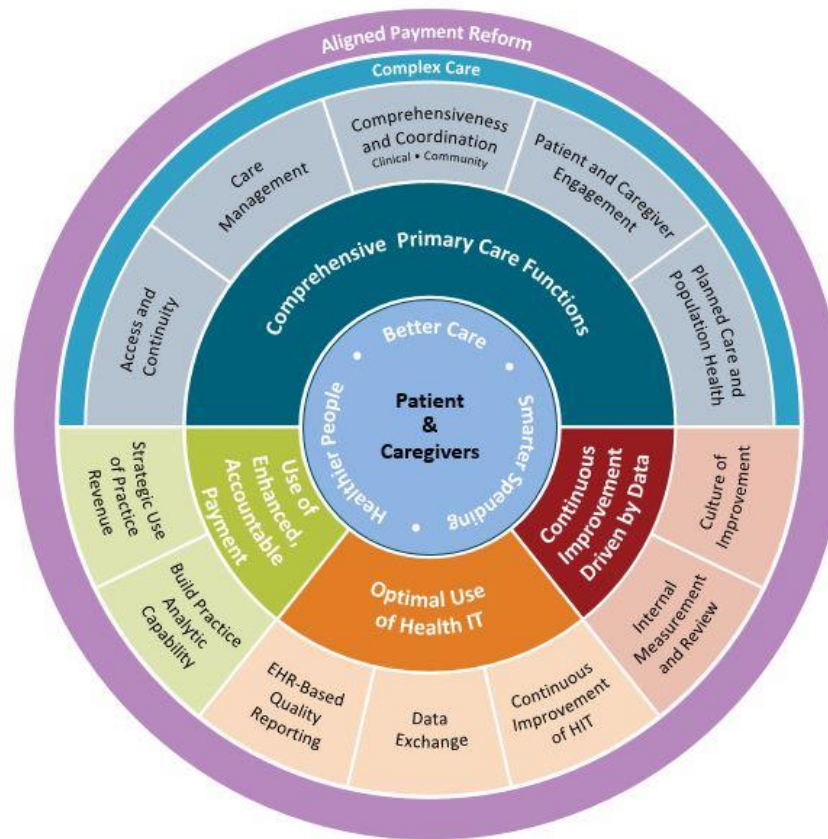 Aligned Payment Reform
Complex Care
Access and
Continuity
Care
Management
Comprehensiveness
and Coordination
Clinical • Community
Patient and Caregiver
Engagement
Planned Care and
Population Health
Comprehensive Primary Care Functions
Better Care
•
Smarter Spending
•
Healthier People
•
Patient
&
Caregivers
Use of
Enhanced,
Accountable
Payment
Strategic Use
of Practice
Revenue
Build Practice
Analytic
Capability
Optimal Use
of Health IT
EHR-Based
Quality
Reporting
Data
Exchange
Continuous
Improvement
of HIT
Continuous
Improvement
Driven by Data
Internal
Measurement
and Review
Culture of
Improvement